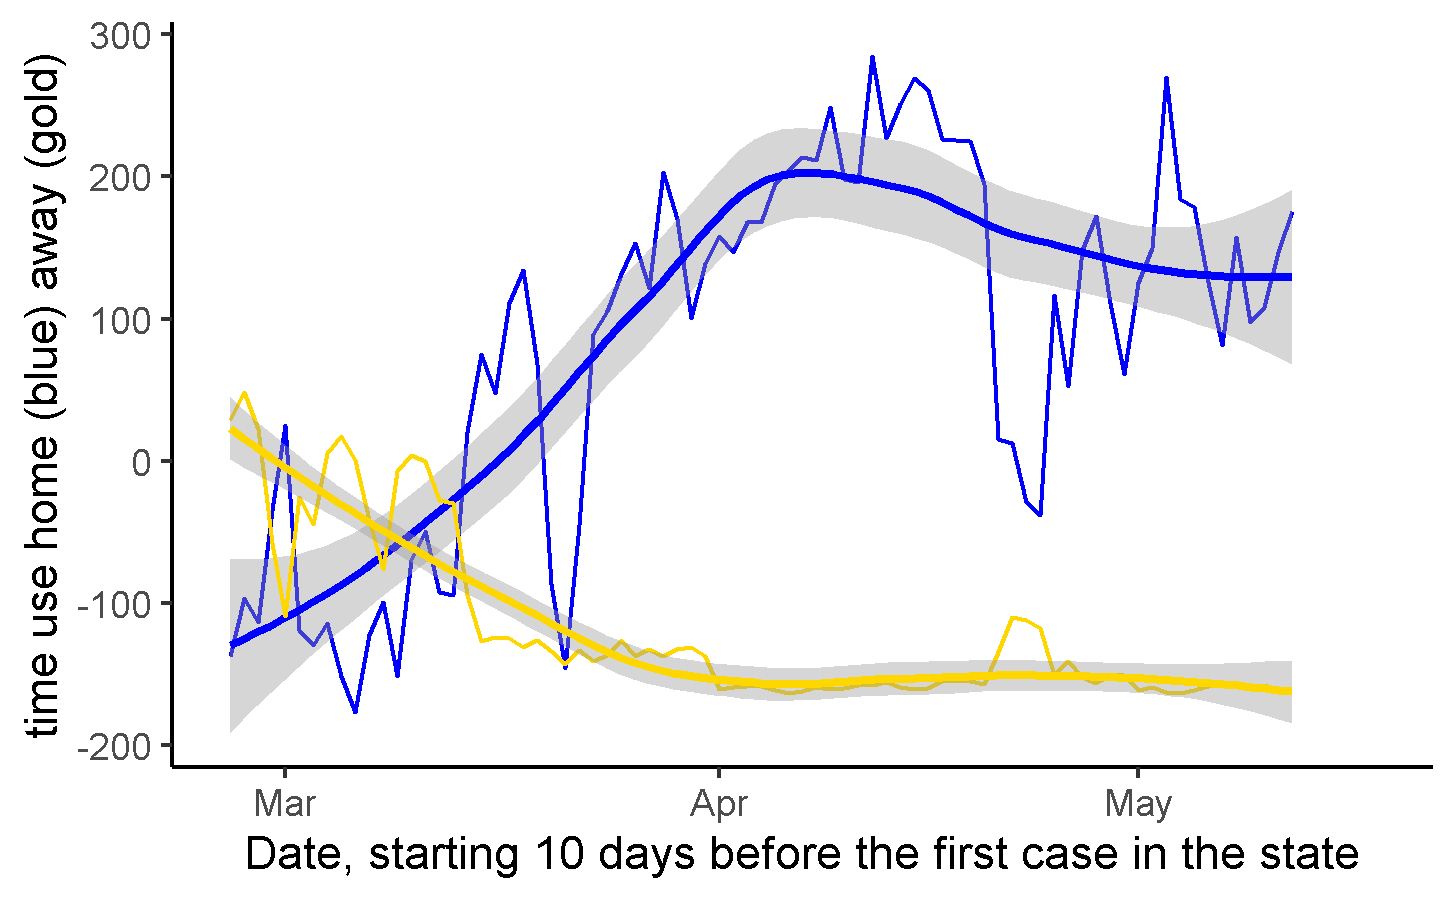 time use home (blue) away (gold)
300
200
100
0
-100
-200
Mar
Apr
May
Date, starting 10 days before the first case in the state